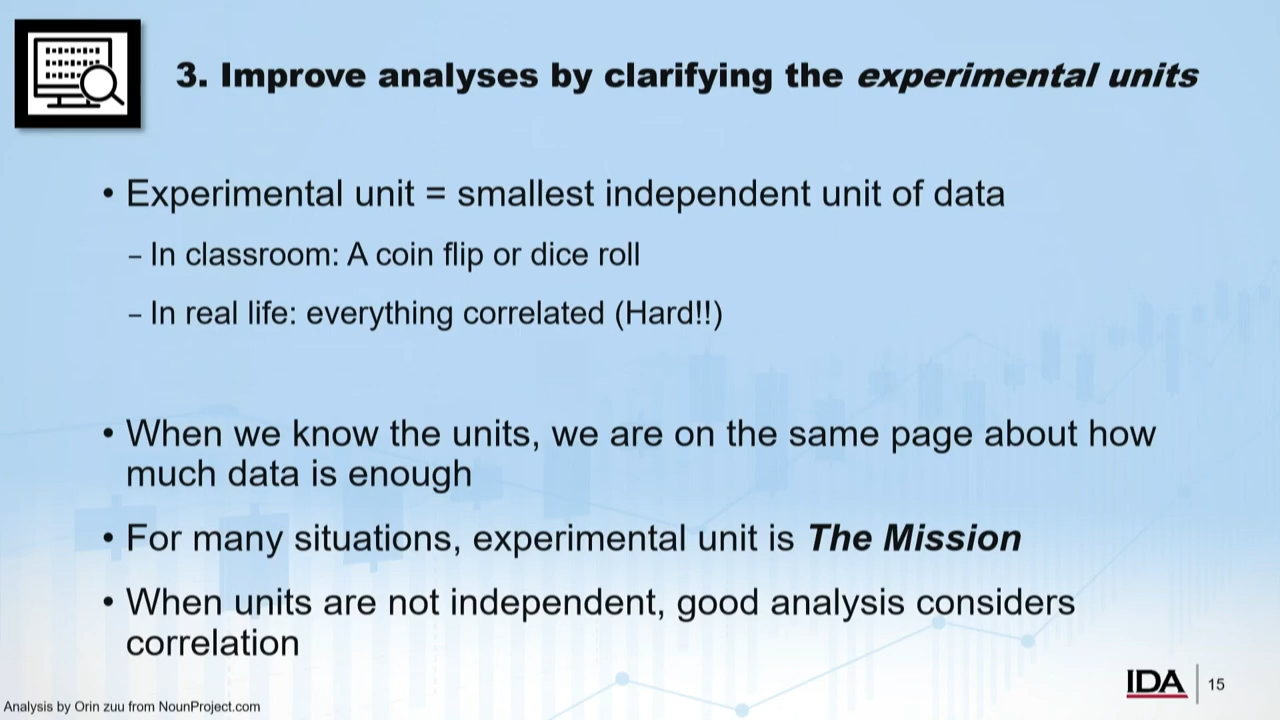 3. Improve analyses by clarifying the experimental units
• Experimental unit = smallest independent unit of data
– In classroom: A coin flip or dice roll
– In real life: everything correlated (Hard!!)
• When we know the units, we are on the same page about how
much data is enough
• For many situations, experimental unit is The Mission
• When units are not independent, good analysis considers
correlation
IDA
15
Analysis by Orin zuu from NounProject.com